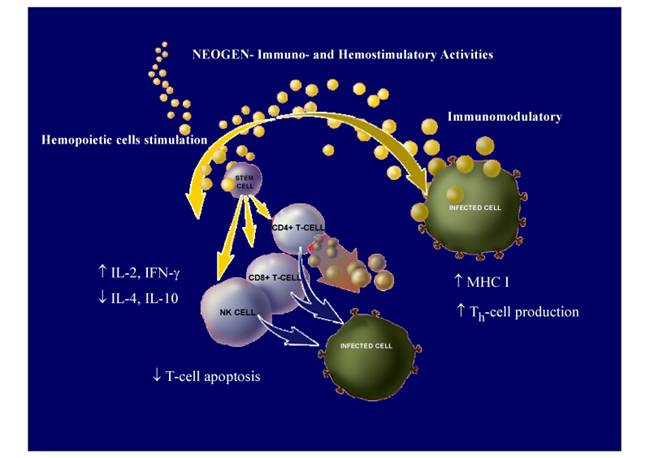 NEOGEN- Immuno- and Hemostimulatory Activities
Immunomodulatory
Hemopoietic cells stimulation
STEM
CELL
INFECTED CELL
CD4+ T-CELL
↑ IL-2, IFN-γ
CD8+ T-CELL
↑ MHC I
↓ IL-4, IL-10
NK CELL
↑ Th-cell production
INFECTED CELL
↓ T-cell apoptosis